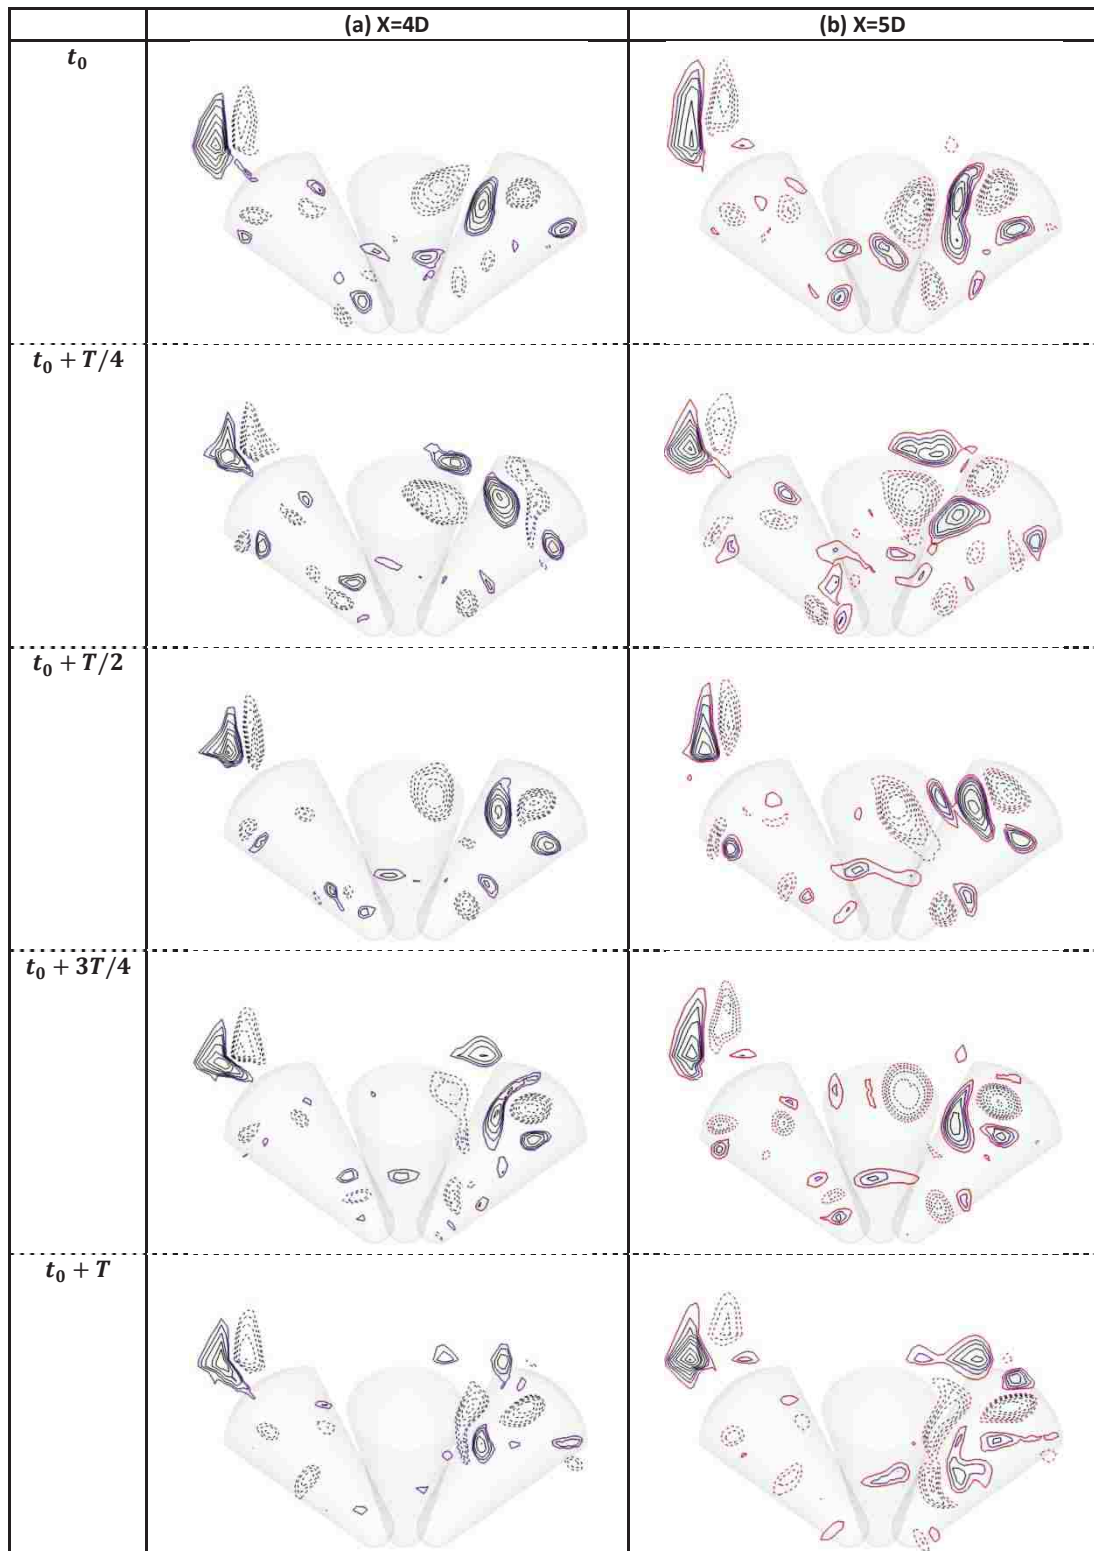 (a) X=4D (b) X=5D
t₀
t₀ + T/4
t₀ + T/2
t₀ + 3T/4
t₀ + T